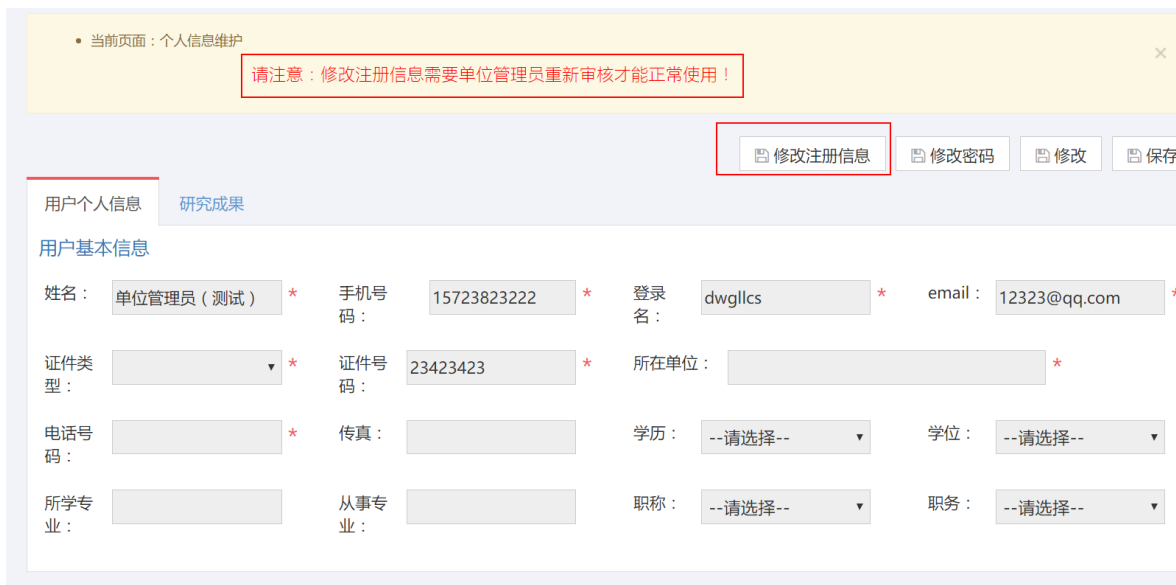 当前页面：个人信息维护
×
请注意：修改注册信息需要单位管理员重新审核才能正常使用！
修改注册信息 修改密码 修改 保存
用户个人信息 研究成果
用户基本信息
姓名： 单位管理员（测试） * 手机号码： 15723823222 * 登录名： dwgllcs * email： 12323@qq.com *
证件类型： * 证件号码： 23423423 * 所在单位： *
电话号码： * 传真： 学历： --请选择-- 学位： --请选择--
所学专业： 从事专业： 职称： --请选择-- 职务： --请选择--